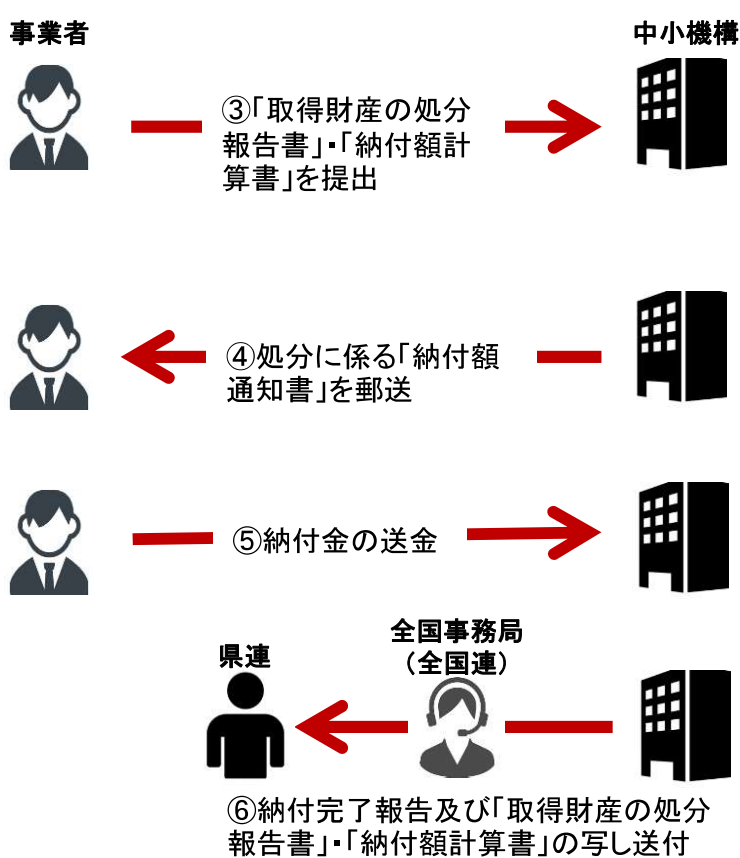 事業者
中小機構
③「取得財産の処分
報告書」・「納付額計
算書」を提出
④処分に係る「納付額
通知書」を郵送
⑤納付金の送金
全国事務局
（全国連）
県連
⑥納付完了報告及び「取得財産の処分
報告書」・「納付額計算書」の写し送付